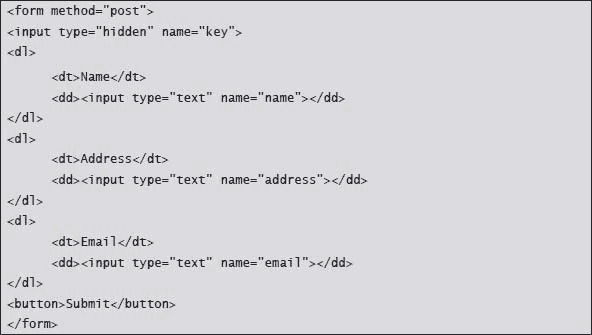 <form method="post">
<input type="hidden" name="key">
<dl>
<dt>Name</dt>
<dd><input type="text" name="name"></dd>
</dl>
<dl>
<dt>Address</dt>
<dd><input type="text" name="address"></dd>
</dl>
<dl>
<dt>Email</dt>
<dd><input type="text" name="email"></dd>
</dl>
<button>Submit</button>
</form>